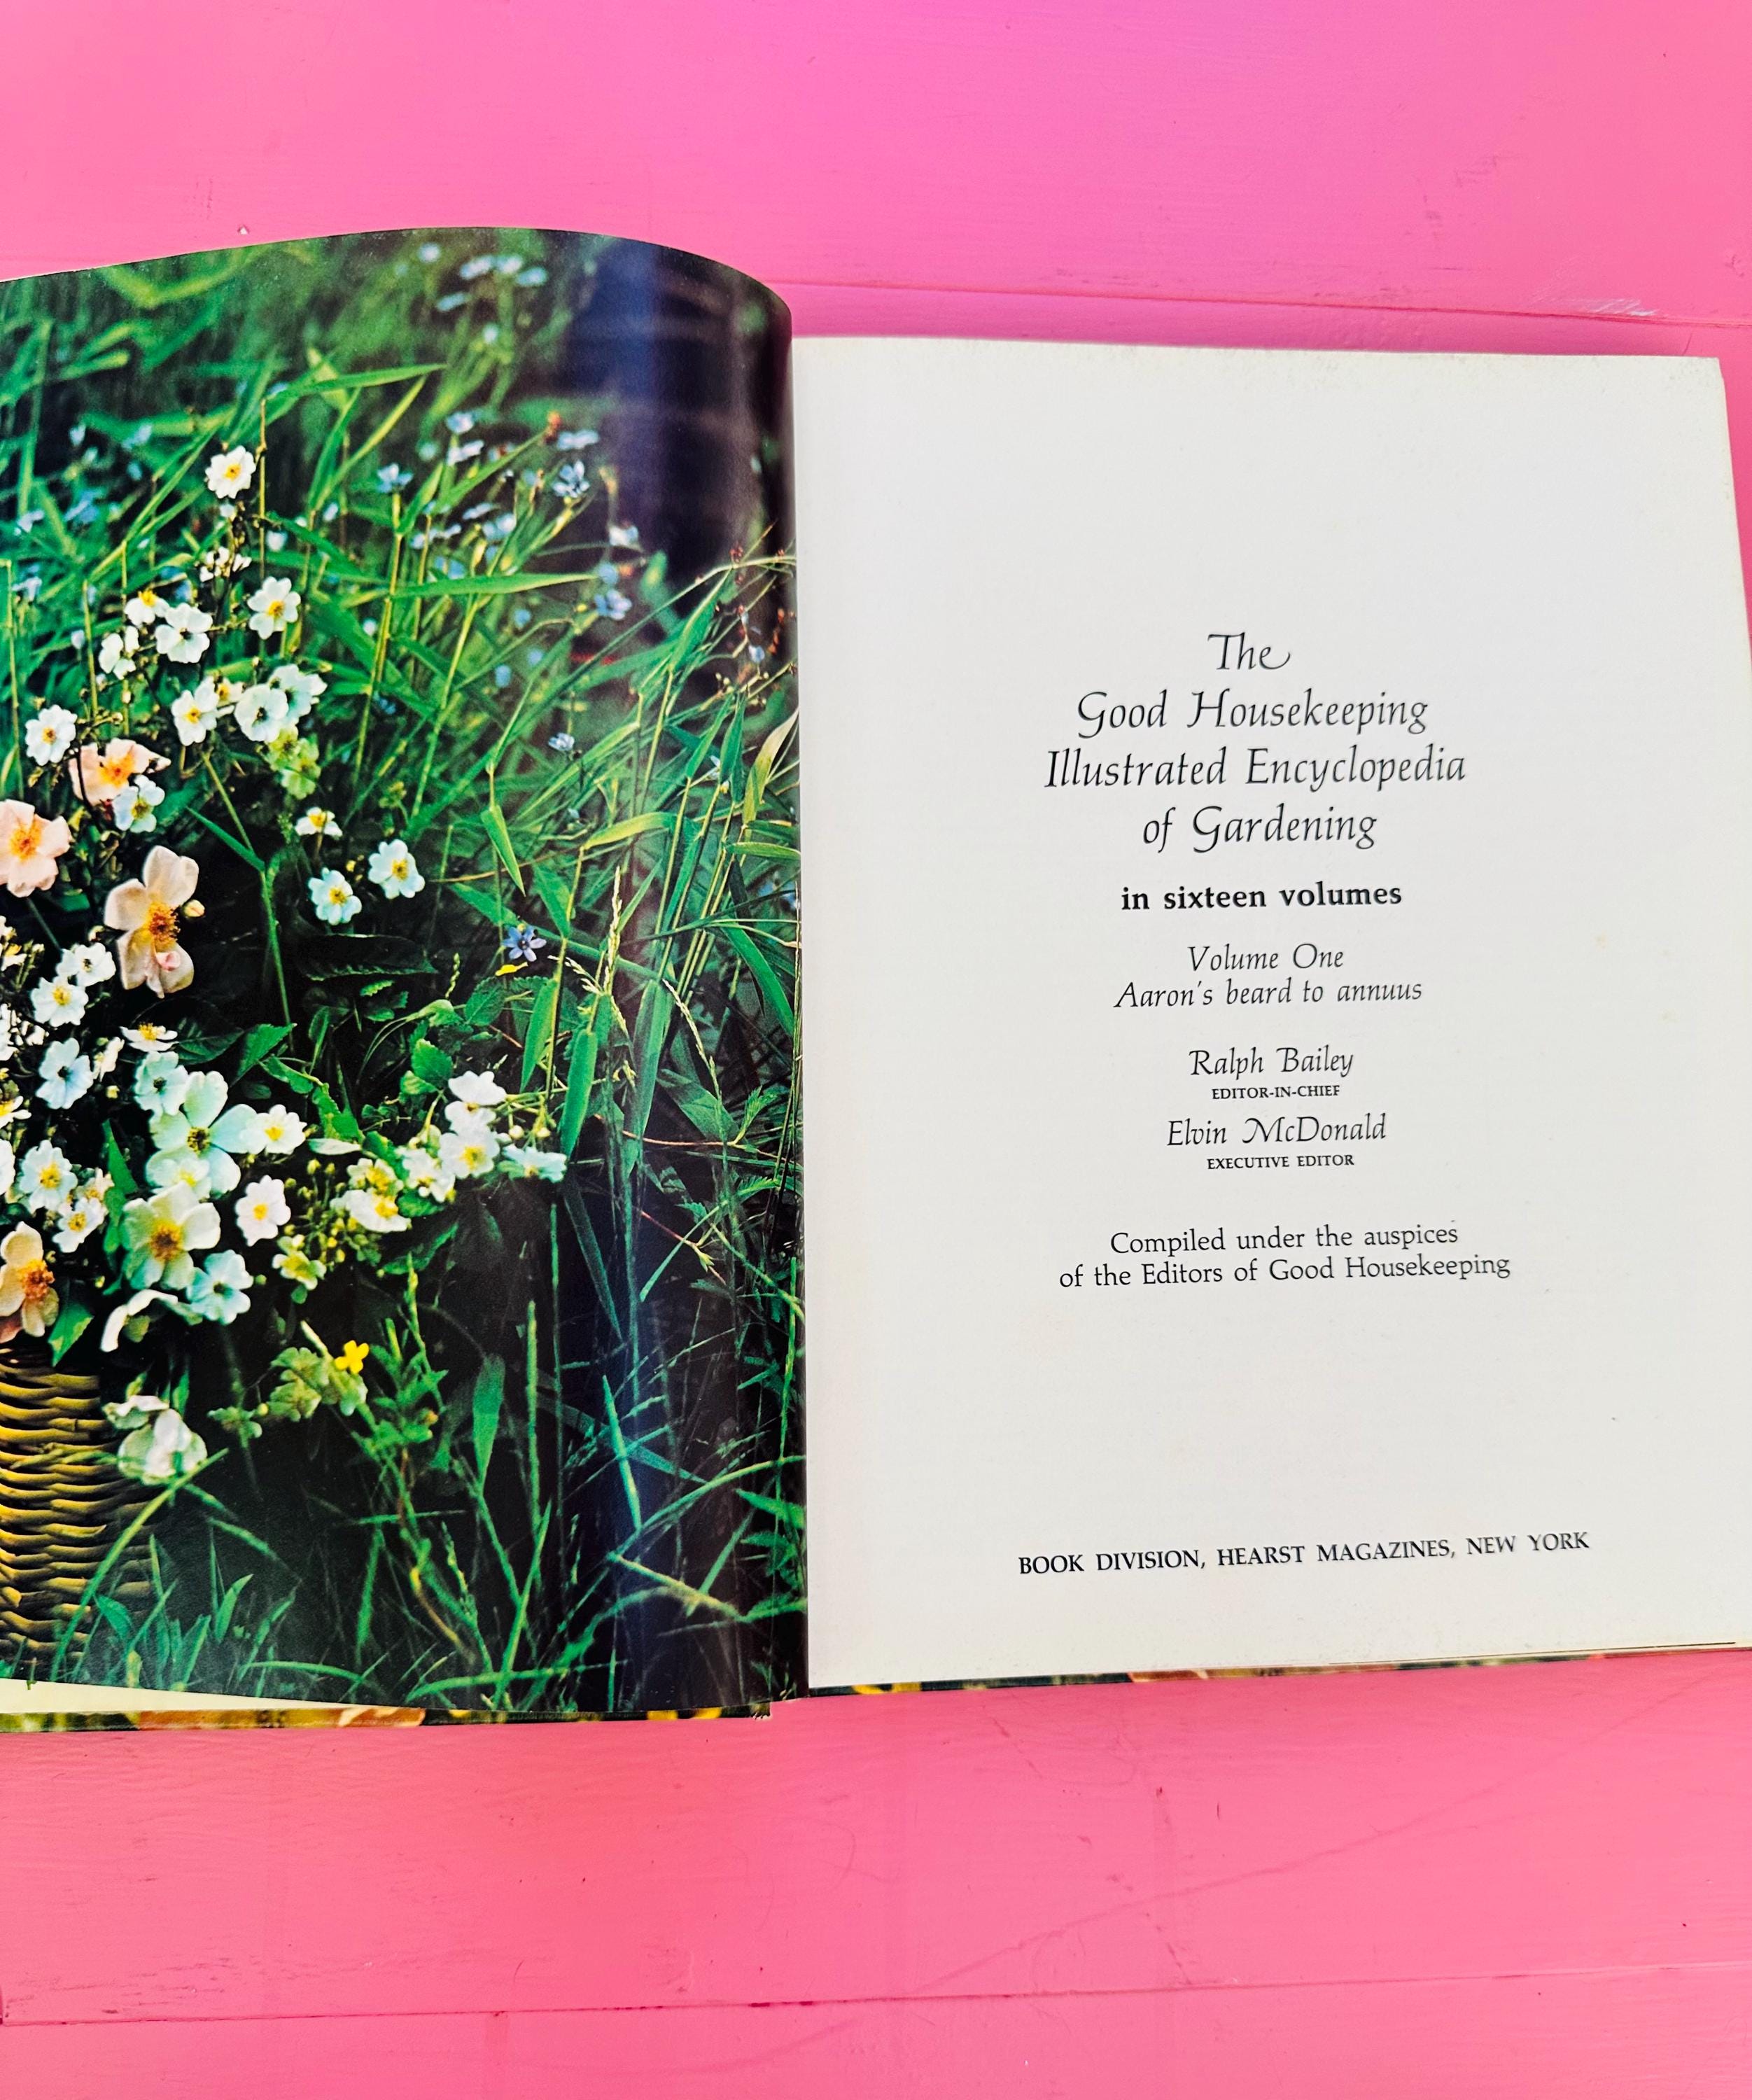 The
Good Housekeeping
Illustrated Encyclopedia
of Gardening
in sixteen volumes
Volume One
Aaron's beard to annuus
Ralph Bailey
EDITOR-IN-CHIEF
Elvin McDonald
EXECUTIVE EDITOR
Compiled under the auspices
of the Editors of Good Housekeeping
BOOK DIVISION, HEARST MAGAZINES, NEW YORK